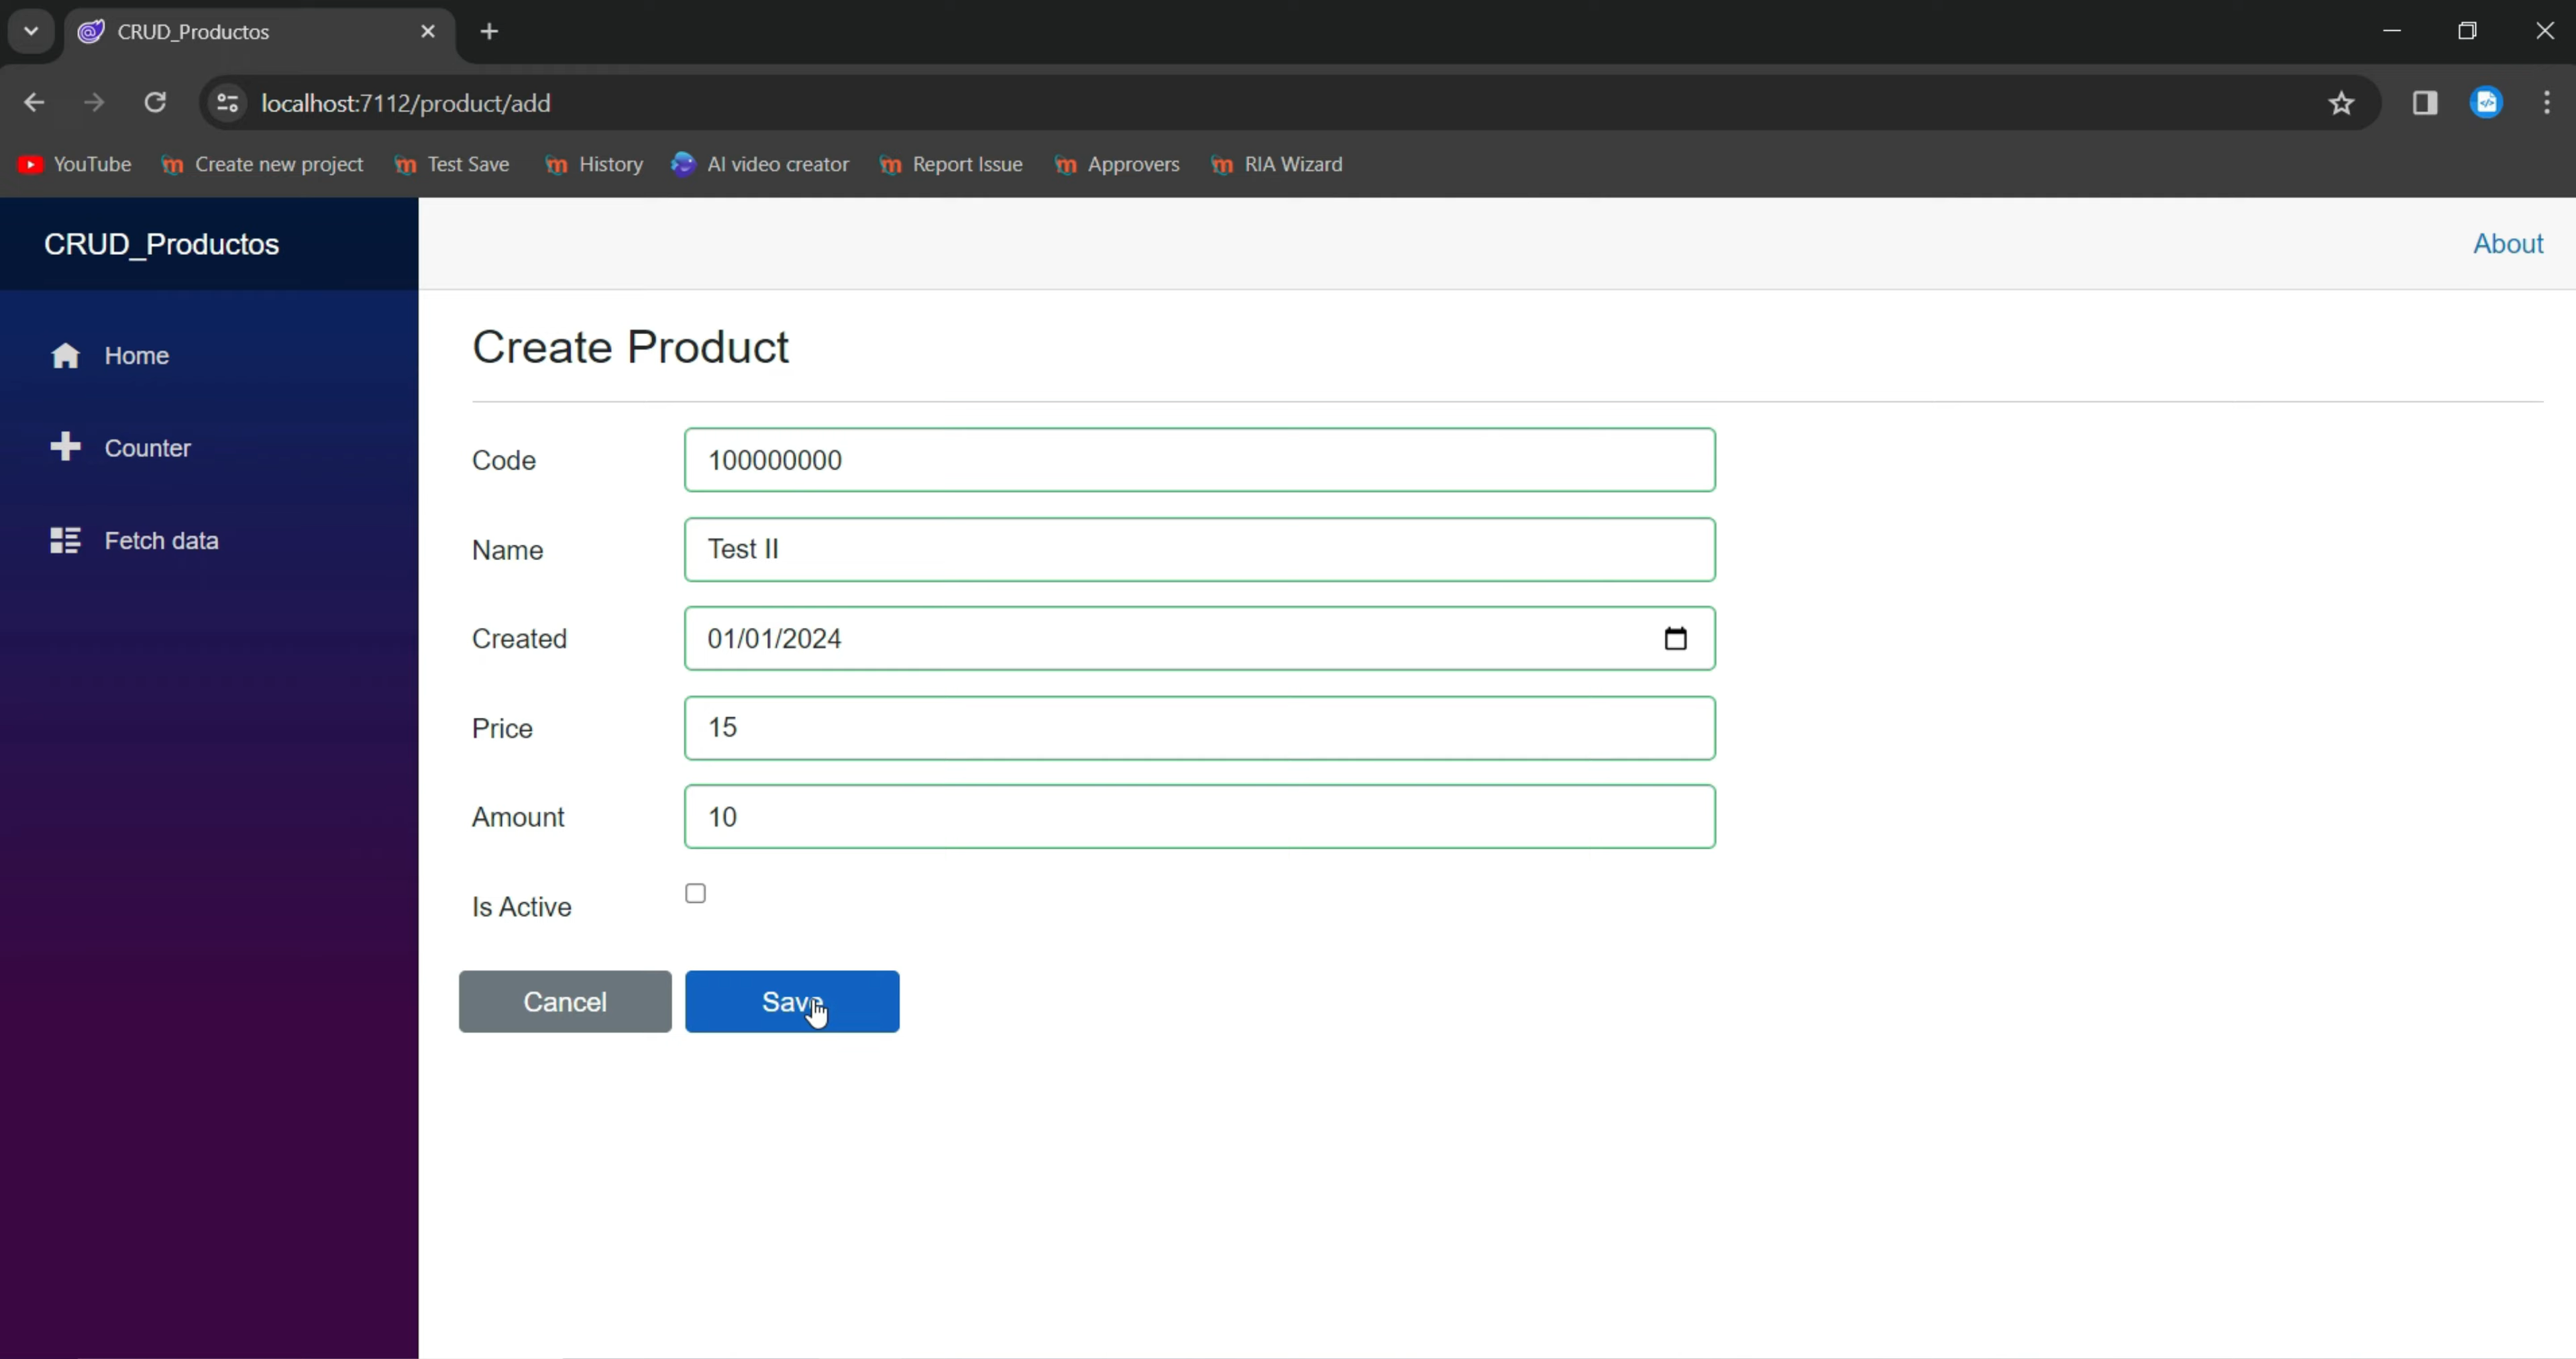 CRUD_Productos
localhost:7112/product/add
YouTube Create new project Test Save History AI video creator Report Issue Approvers RIA Wizard
CRUD_Productos
About
Home
Counter
Fetch data
Create Product
Code 100000000
Name Test II
Created 01/01/2024
Price 15
Amount 10
Is Active
Cancel Save